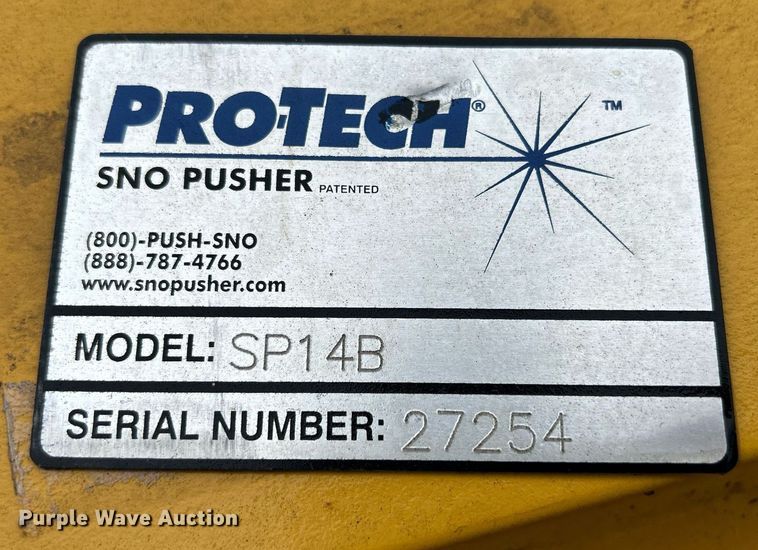 PRO-TECH® ™
SNO PUSHER PATENTED
(800)-PUSH-SNO
(888)-787-4766
www.snopusher.com
MODEL: SP14B
SERIAL NUMBER: 27254
Purple Wave Auction